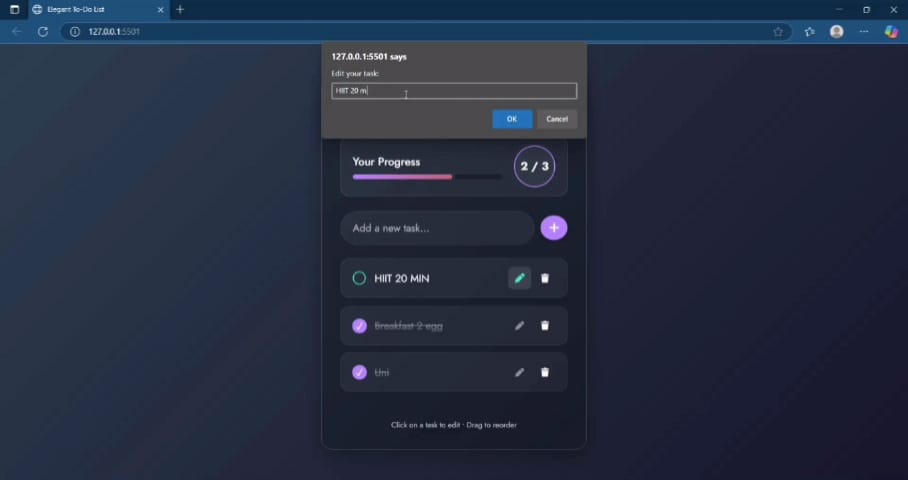 Elegant To-Do List
127.0.0.1:5501
127.0.0.1:5501 says
Edit your task:
HIIT 20 m
OK
Cancel
Your Progress
2 / 3
Add a new task...
+
HIIT 20 MIN
Breakfast 2 egg
Uni
Click on a task to edit · Drag to reorder